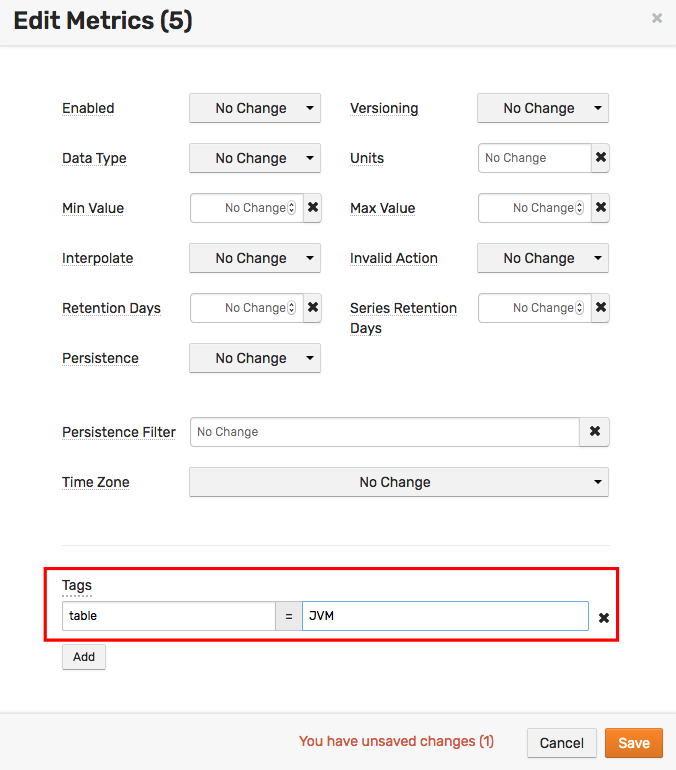 Edit Metrics (5) ×
Enabled No Change Versioning No Change
Data Type No Change Units No Change ✖
Min Value No Change ✖ Max Value No Change ✖
Interpolate No Change Invalid Action No Change
Retention Days No Change ✖ Series Retention Days No Change ✖
Persistence No Change
Persistence Filter No Change ✖
Time Zone No Change
Tags
table = JVM ✖
Add
You have unsaved changes (1) Cancel Save